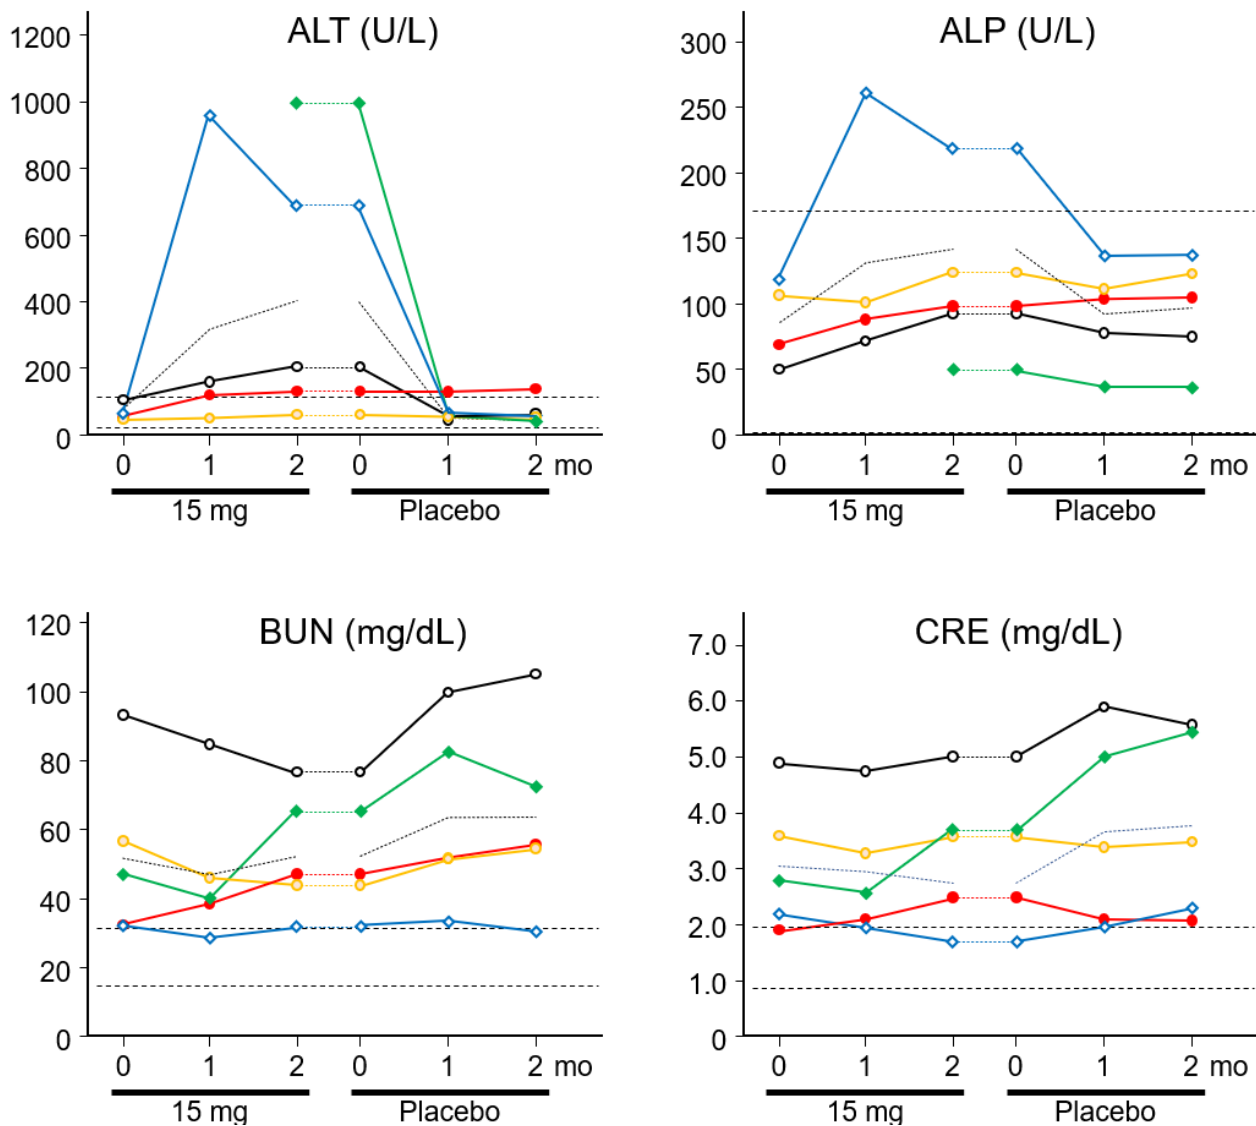 ALT (U/L)
1200
1000
800
600
400
200
0
0 1 2 0 1 2 mo
15 mg Placebo
ALP (U/L)
300
250
200
150
100
50
0
0 1 2 0 1 2 mo
15 mg Placebo
BUN (mg/dL)
120
100
80
60
40
20
0
0 1 2 0 1 2 mo
15 mg Placebo
CRE (mg/dL)
7.0
6.0
5.0
4.0
3.0
2.0
1.0
0
0 1 2 0 1 2 mo
15 mg Placebo